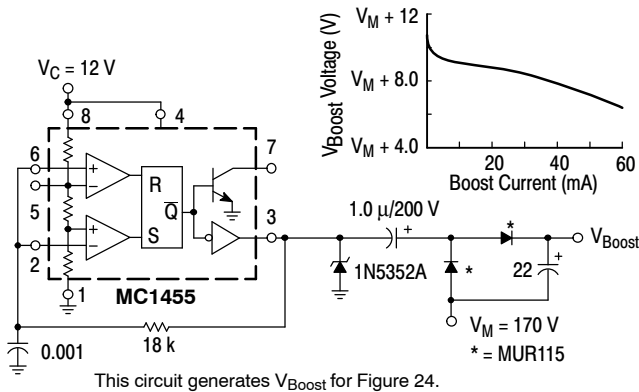 V_C = 12 V
8
4
6
5
2
1
7
3
+
−
+
−
R
S
Q̅
MC1455
0.001
18 k
V_Boost Voltage (V)
V_M + 12
V_M + 8.0
V_M + 4.0
20
40
60
Boost Current (mA)
1.0 µ/200 V
+
1N5352A
*
*
+
22
V_Boost
V_M = 170 V
* = MUR115
This circuit generates V_Boost for Figure 24.